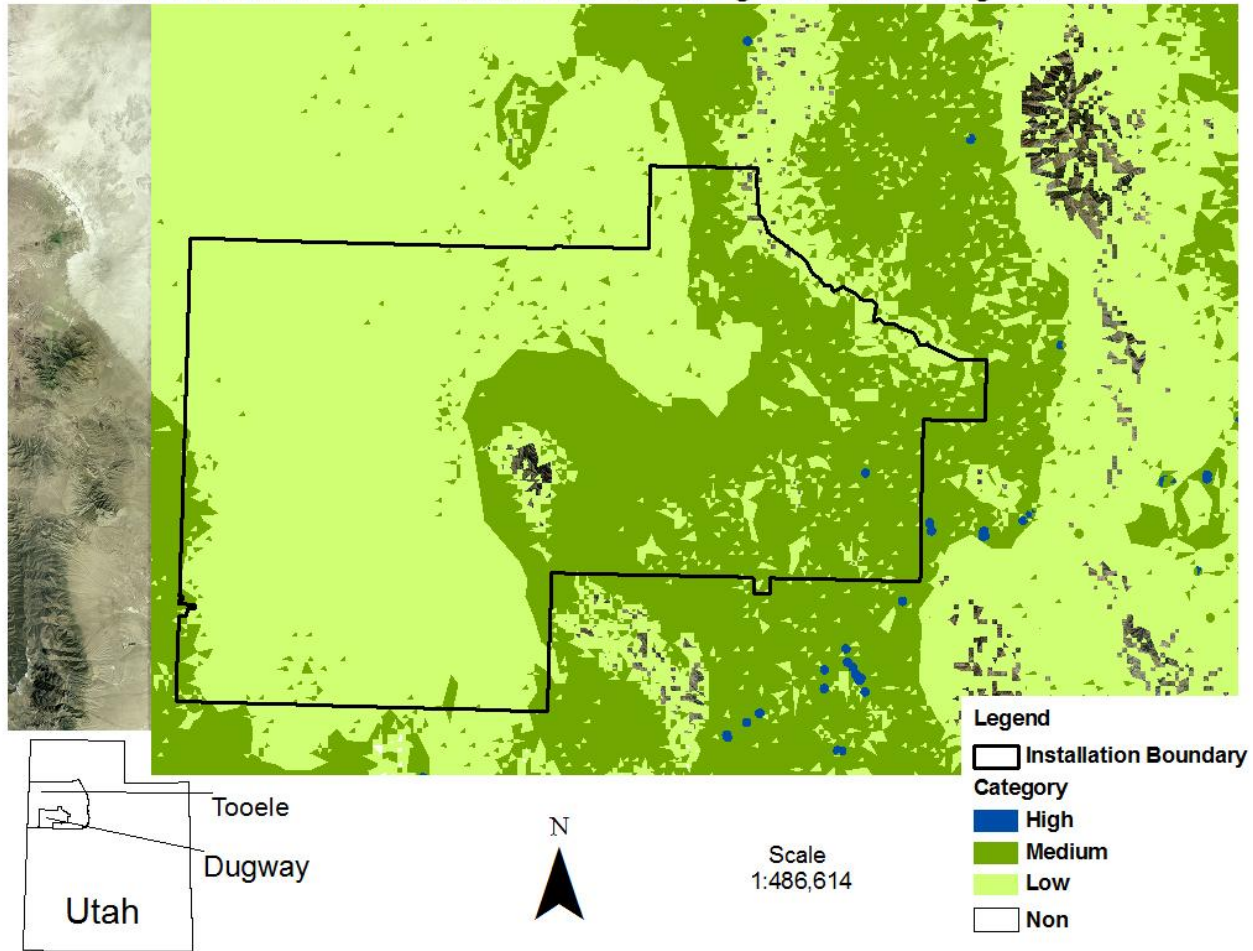 Tooele
Dugway
Utah
N
Scale
1:486,614
Legend
Installation Boundary
Category
High
Medium
Low
Non